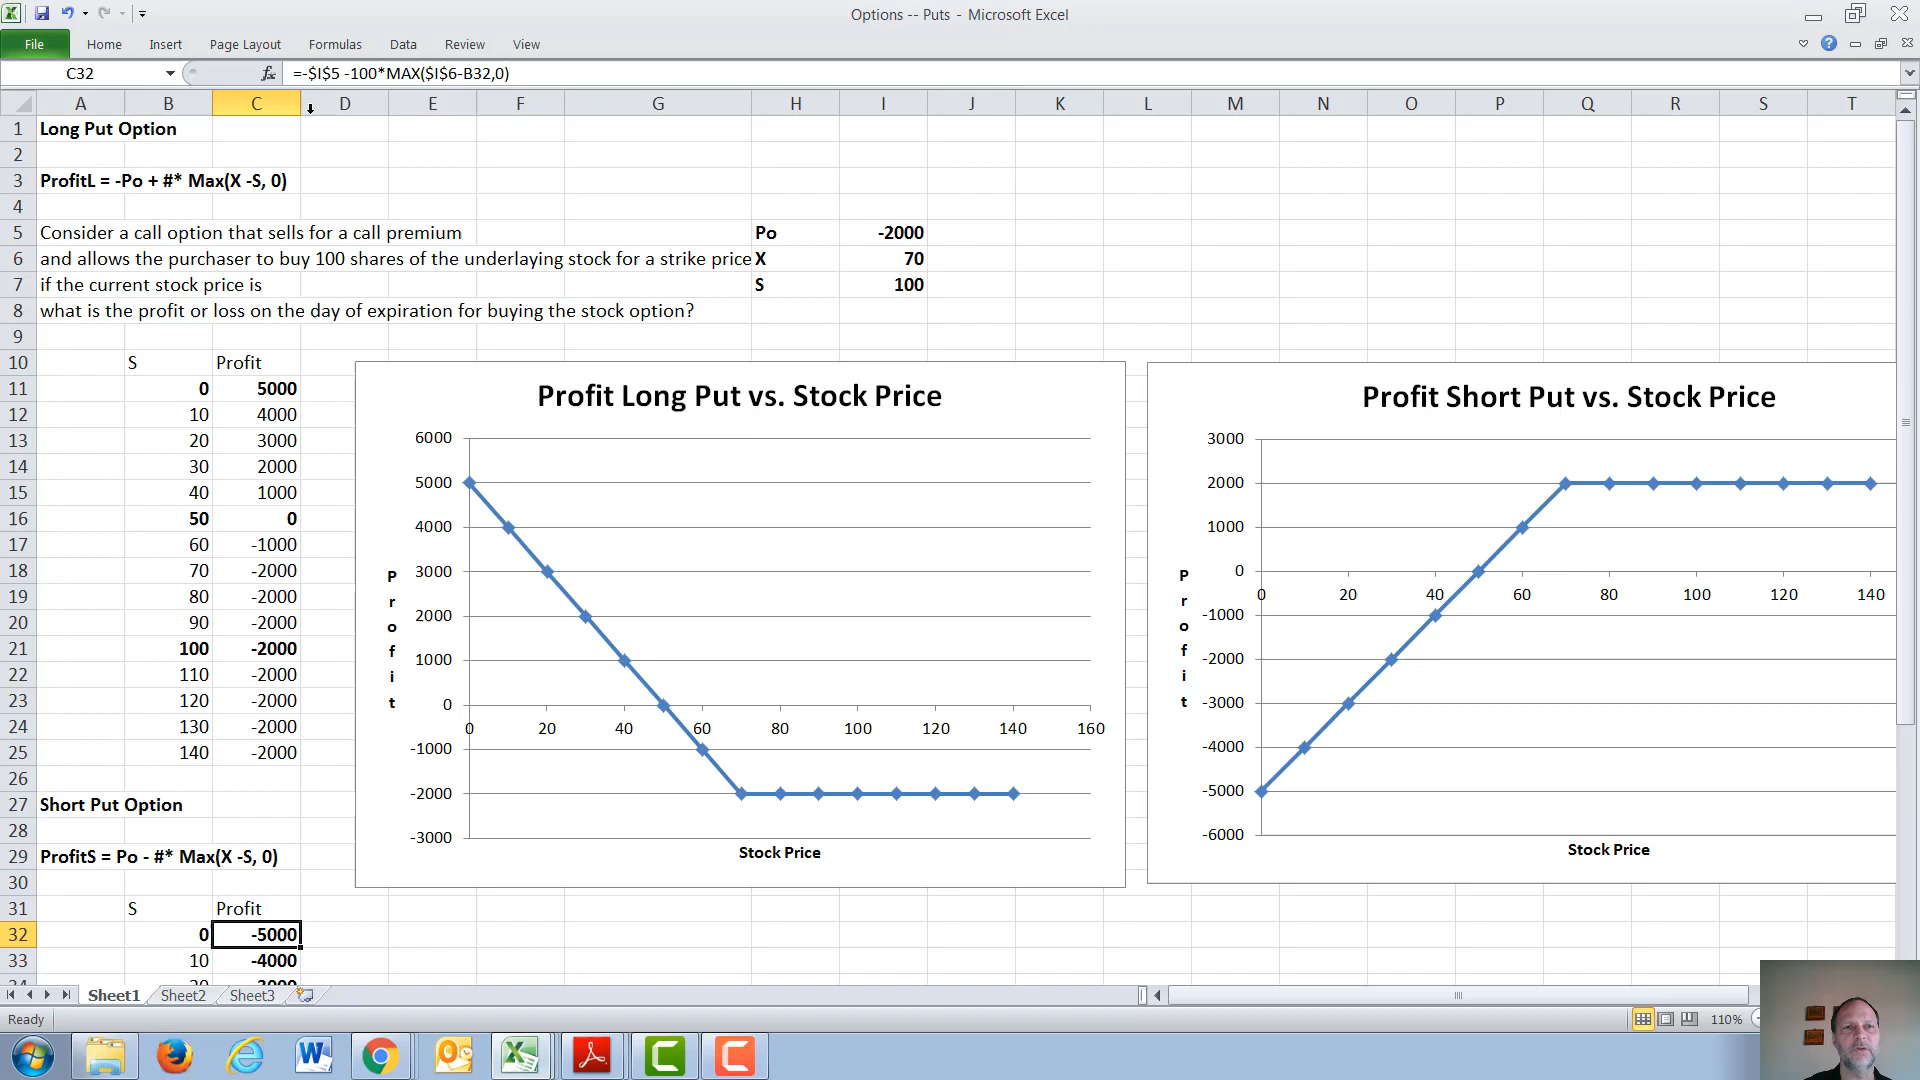 Options -- Puts - Microsoft Excel
File Home Insert Page Layout Formulas Data Review View
C32 fx =-$I$5 -100*MAX($I$6-B32,0)
A B C D E F G H I J K L M N O P Q R S T
1 Long Put Option
2
3 ProfitL = -Po + #* Max(X -S, 0)
4
5 Consider a call option that sells for a call premium Po -2000
6 and allows the purchaser to buy 100 shares of the underlaying stock for a strike price X 70
7 if the current stock price is S 100
8 what is the profit or loss on the day of expiration for buying the stock option?
9
10 S Profit
11 0 5000
12 10 4000
13 20 3000
14 30 2000
15 40 1000
16 50 0
17 60 -1000
18 70 -2000
19 80 -2000
20 90 -2000
21 100 -2000
22 110 -2000
23 120 -2000
24 130 -2000
25 140 -2000
26
27 Short Put Option
28
29 ProfitS = Po - #* Max(X -S, 0)
30
31 S Profit
32 0 -5000
33 10 -4000
Profit Long Put vs. Stock Price
6000
5000
4000
3000
2000
1000
0
-1000
-2000
-3000
0 20 40 60 80 100 120 140 160
Profit
Stock Price
Profit Short Put vs. Stock Price
3000
2000
1000
0
-1000
-2000
-3000
-4000
-5000
-6000
0 20 40 60 80 100 120 140
Profit
Stock Price
Sheet1 Sheet2 Sheet3
Ready 110%